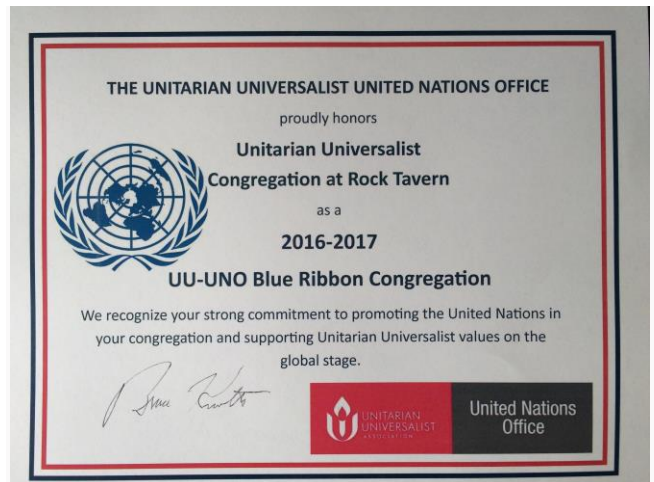 THE UNITARIAN UNIVERSALIST UNITED NATIONS OFFICE
proudly honors
Unitarian Universalist
Congregation at Rock Tavern
as a
2016-2017
UU-UNO Blue Ribbon Congregation
We recognize your strong commitment to promoting the United Nations in
your congregation and supporting Unitarian Universalist values on the
global stage.
UNITARIAN
UNIVERSALIST
ASSOCIATION
United Nations
Office